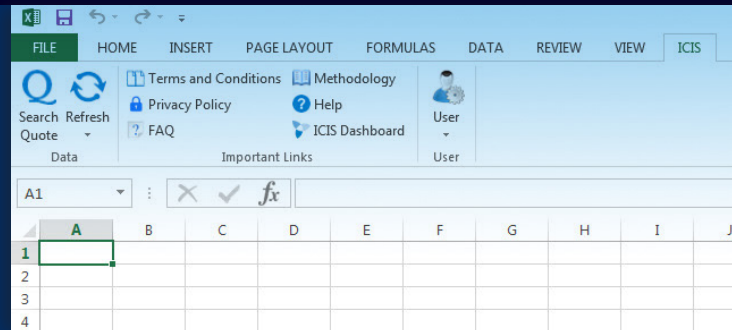 FILE HOME INSERT PAGE LAYOUT FORMULAS DATA REVIEW VIEW ICIS
Search Quote
Refresh
Data
Terms and Conditions
Privacy Policy
FAQ
Methodology
Help
ICIS Dashboard
Important Links
User
User
A1
fx
A B C D E F G H I J
1
2
3
4